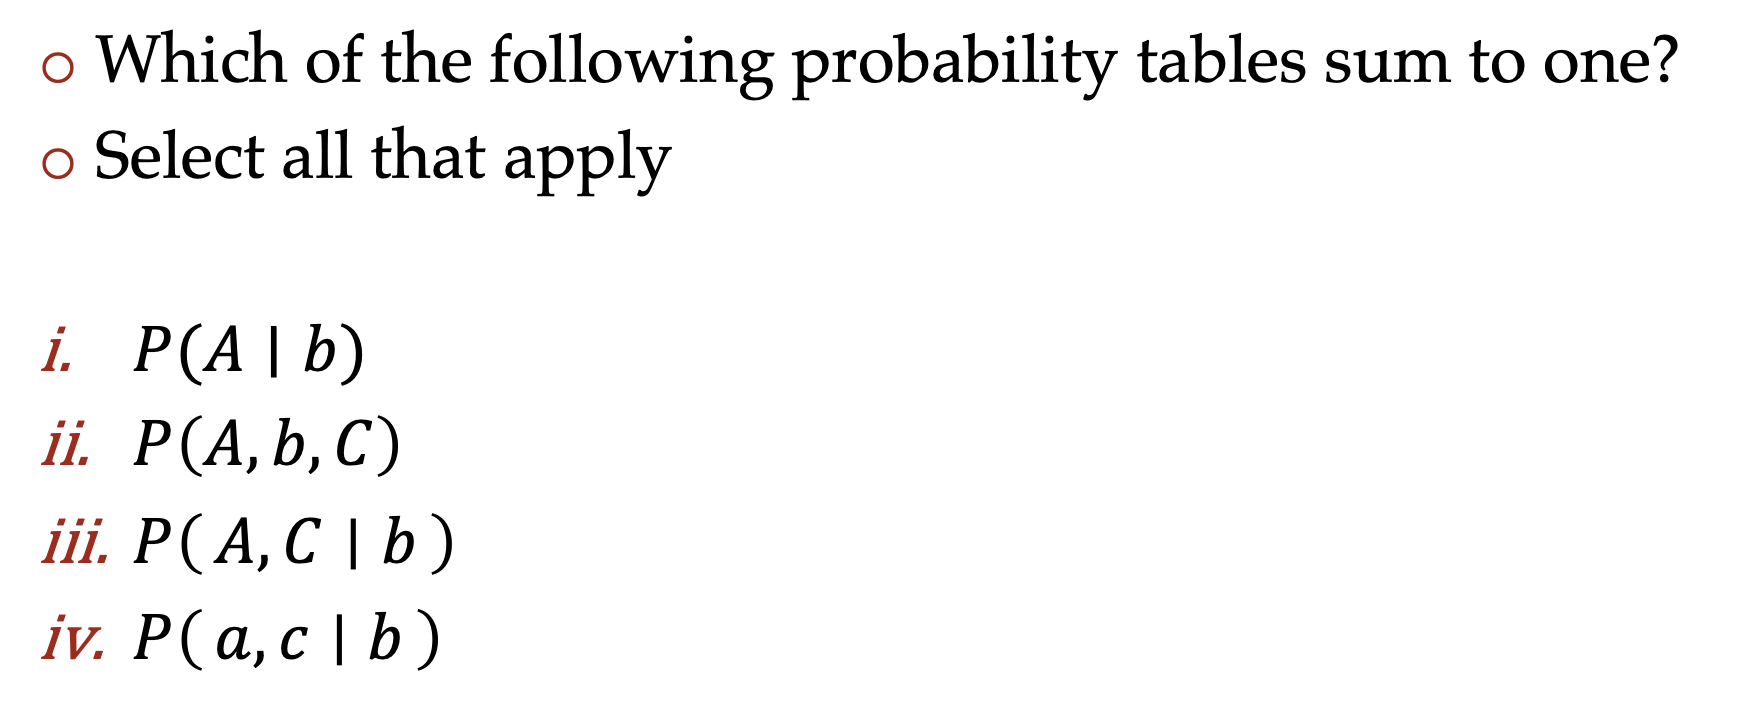 ○ Which of the following probability tables sum to one?
○ Select all that apply
i. P(A | b)
ii. P(A, b, C)
iii. P( A, C | b )
iv. P( a, c | b )